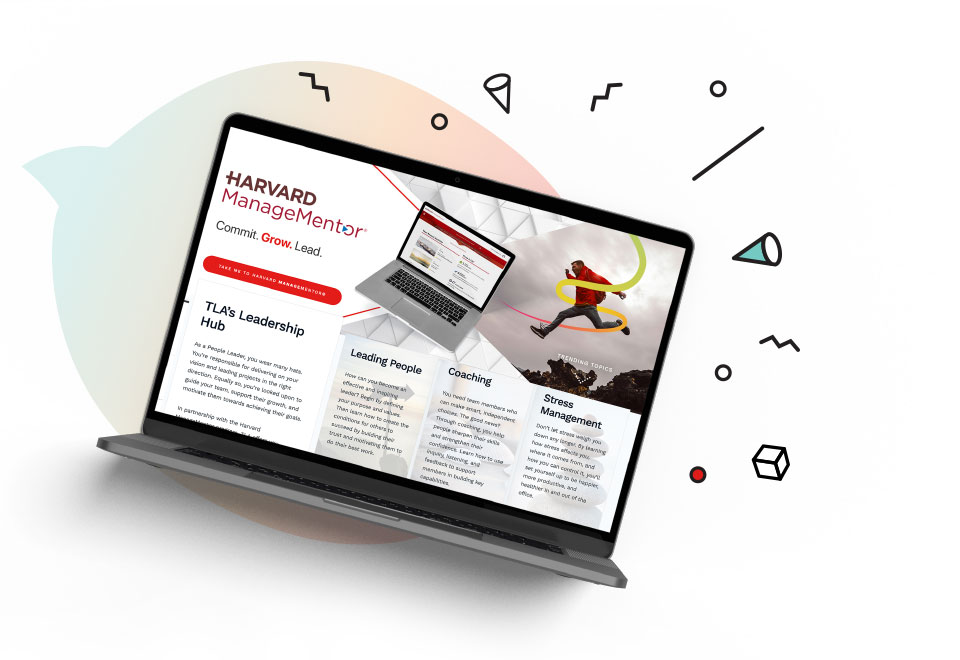 HARVARD
ManageMentor®
Commit. Grow. Lead.
TAKE ME TO HARVARD MANAGEMENTOR®
TLA's Leadership
Hub
As a People Leader, you wear many hats.
You're responsible for delivering on your
vision and leading projects in the right
direction. Equally so, you're looked upon to
guide your team, support their growth, and
motivate them towards achieving their goals.
In partnership with the Harvard
TRENDING TOPICS
Leading People
How can you become an
effective and inspiring
leader? Begin by defining
your purpose and values.
Then learn how to create the
conditions for others to
succeed by building their
trust and motivating them to
do their best work.
Coaching
You need team members who
can make smart, independent
choices. The good news?
Through coaching, you help
people sharpen their skills
and strengthen their
confidence. Learn how to use
inquiry, listening, and
feedback to support
members in building key
capabilities.
Stress
Management
Don't let stress weigh you
down any longer. By learning
how stress affects you,
where it comes from, and
how you can control it, you'll
set yourself up to be happier,
more productive, and
healthier in and out of the
office.